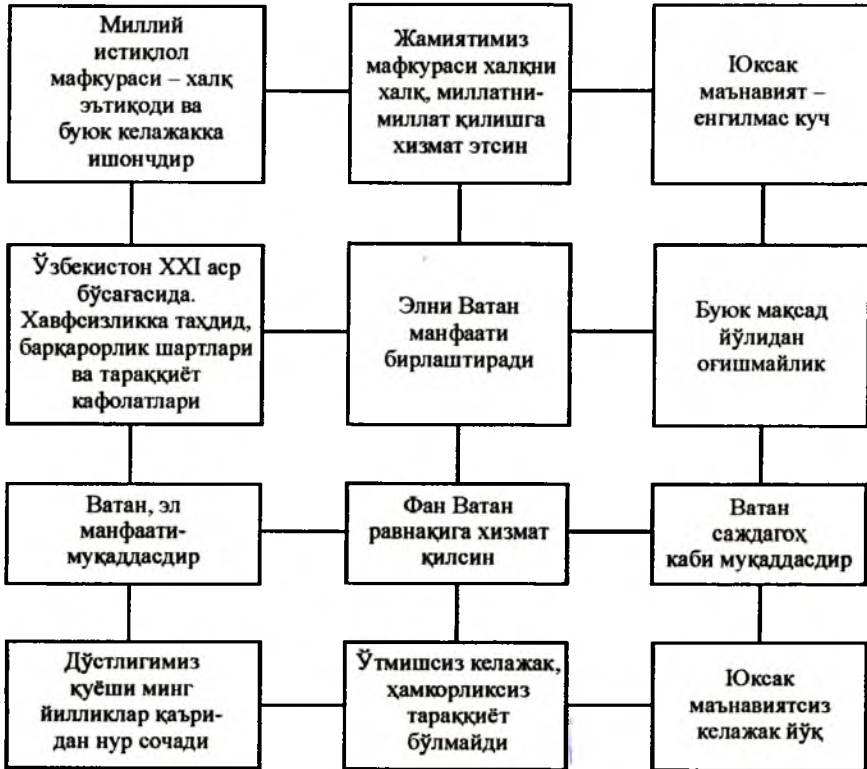 Миллий
истиқлол
мафкураси – халқ
эътиқоди ва
буюк келажакка
ишончдир
Жамиятимиз
мафкураси халқни
халқ, миллатни-
миллат қилишга
хизмат этсин
Юксак
маънавият –
енгилмас куч
Ўзбекистон XXI аср
бўсағасида.
Хавфсизликка таҳдид,
барқарорлик шартлари
ва тараққиёт
кафолатлари
Элни Ватан
манфаати
бирлаштиради
Буюк мақсад
йўлидан
оғишмайлик
Ватан, эл
манфаати-
муқаддасдир
Фан Ватан
равнақига хизмат
қилсин
Ватан
саждагоҳ
каби муқаддасдир
Дўстлигимиз
қуёши минг
йилликлар қаъри-
дан нур сочади
Ўтмишсиз келажак,
ҳамкорликсиз
тараққиёт
бўлмайди
Юксак
маънавиятсиз
келажак йўқ